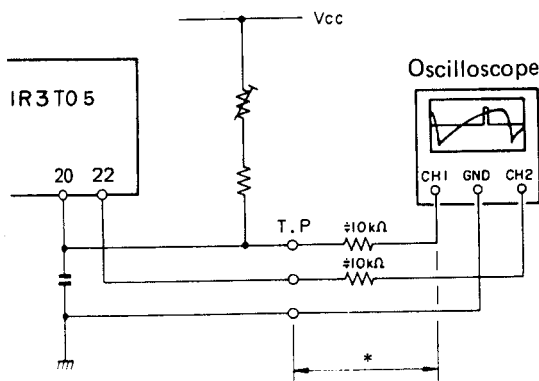 Vcc
IR3T05
Oscilloscope
20 22
CH1 GND CH2
T.P
≑10kΩ
≑10kΩ
*